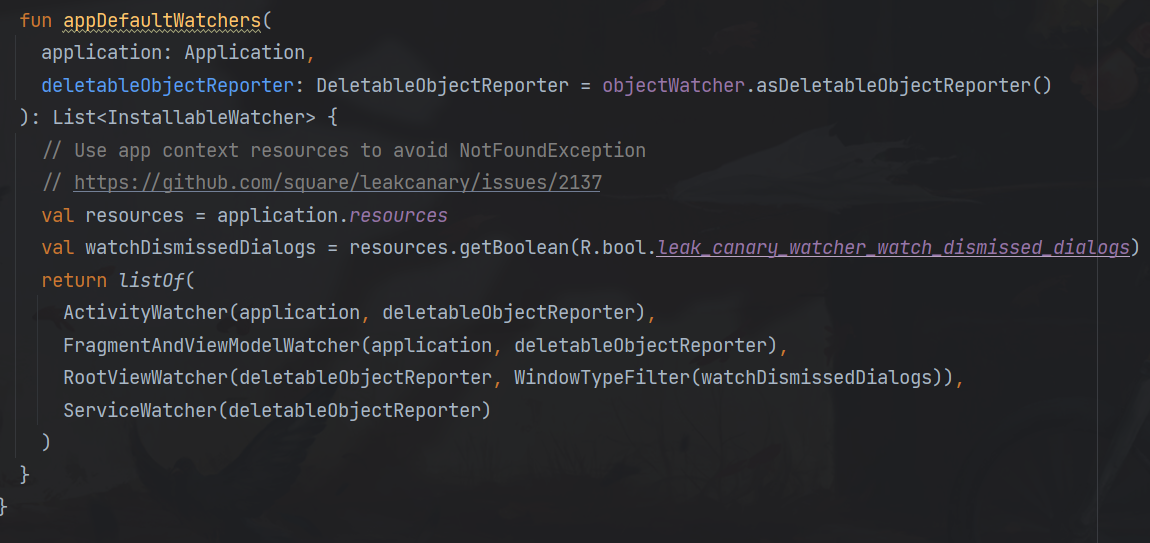 fun appDefaultWatchers(
application: Application,
deletableObjectReporter: DeletableObjectReporter = objectWatcher.asDeletableObjectReporter()
): List<InstallableWatcher> {
// Use app context resources to avoid NotFoundException
// https://github.com/square/leakcanary/issues/2137
val resources = application.resources
val watchDismissedDialogs = resources.getBoolean(R.bool.leak_canary_watcher_watch_dismissed_dialogs)
return listOf(
ActivityWatcher(application, deletableObjectReporter),
FragmentAndViewModelWatcher(application, deletableObjectReporter),
RootViewWatcher(deletableObjectReporter, WindowTypeFilter(watchDismissedDialogs)),
ServiceWatcher(deletableObjectReporter)
)
}
}